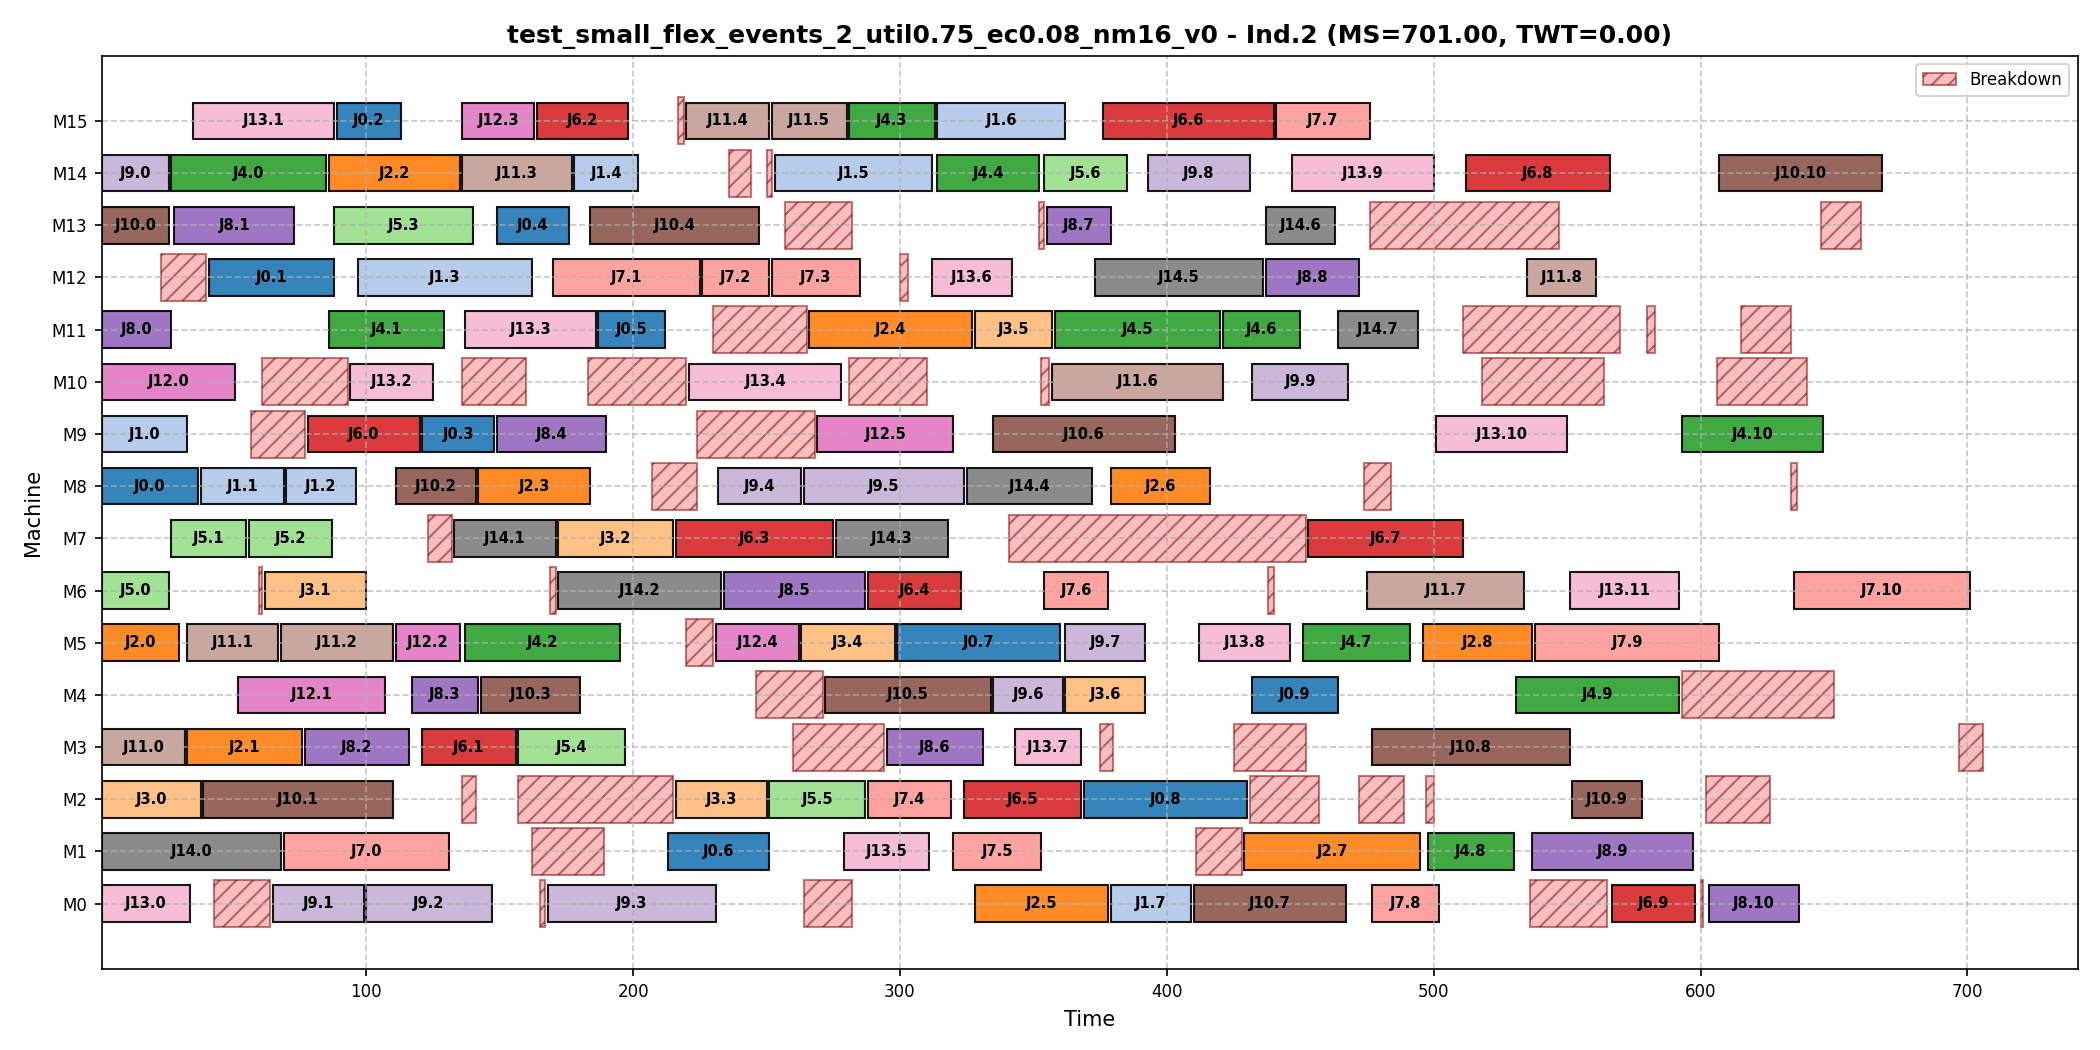 test_small_flex_events_2_util0.75_ec0.08_nm16_v0 - Ind.2 (MS=701.00, TWT=0.00)
Breakdown
M15 J13.1 J0.2 J12.3 J6.2 J11.4 J11.5 J4.3 J1.6 J6.6 J7.7
M14 J9.0 J4.0 J2.2 J11.3 J1.4 J1.5 J4.4 J5.6 J9.8 J13.9 J6.8 J10.10
M13 J10.0 J8.1 J5.3 J0.4 J10.4 J8.7 J14.6
M12 J0.1 J1.3 J7.1 J7.2 J7.3 J13.6 J14.5 J8.8 J11.8
M11 J8.0 J4.1 J13.3 J0.5 J2.4 J3.5 J4.5 J4.6 J14.7
M10 J12.0 J13.2 J13.4 J11.6 J9.9
M9 J1.0 J6.0 J0.3 J8.4 J12.5 J10.6 J13.10 J4.10
M8 J0.0 J1.1 J1.2 J10.2 J2.3 J9.4 J9.5 J14.4 J2.6
M7 J5.1 J5.2 J14.1 J3.2 J6.3 J14.3 J6.7
M6 J5.0 J3.1 J14.2 J8.5 J6.4 J7.6 J11.7 J13.11 J7.10
M5 J2.0 J11.1 J11.2 J12.2 J4.2 J12.4 J3.4 J0.7 J9.7 J13.8 J4.7 J2.8 J7.9
M4 J12.1 J8.3 J10.3 J10.5 J9.6 J3.6 J0.9 J4.9
M3 J11.0 J2.1 J8.2 J6.1 J5.4 J8.6 J13.7 J10.8
M2 J3.0 J10.1 J3.3 J5.5 J7.4 J6.5 J0.8 J10.9
M1 J14.0 J7.0 J0.6 J13.5 J7.5 J2.7 J4.8 J8.9
M0 J13.0 J9.1 J9.2 J9.3 J2.5 J1.7 J10.7 J7.8 J6.9 J8.10
Machine
100 200 300 400 500 600 700
Time